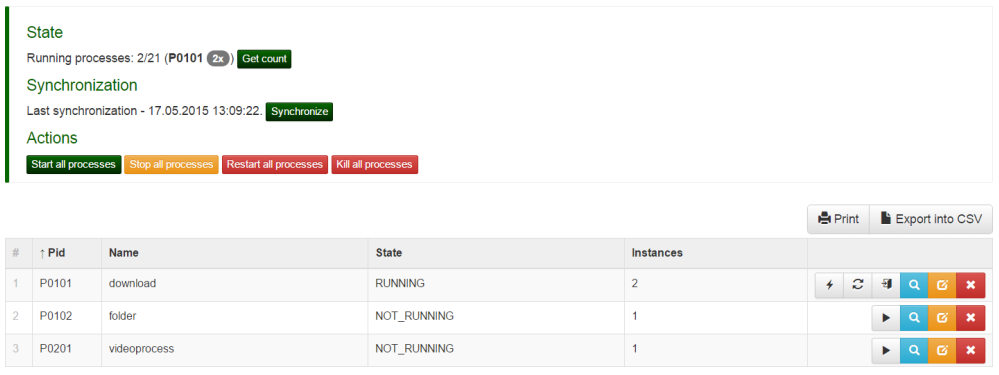 State
Running processes: 2/21 (P0101 2x) Get count
Synchronization
Last synchronization - 17.05.2015 13:09:22. Synchronize
Actions
Start all processes Stop all processes Restart all processes Kill all processes
Print Export into CSV
# ↑ Pid Name State Instances
1 P0101 download RUNNING 2
2 P0102 folder NOT_RUNNING 1
3 P0201 videoprocess NOT_RUNNING 1